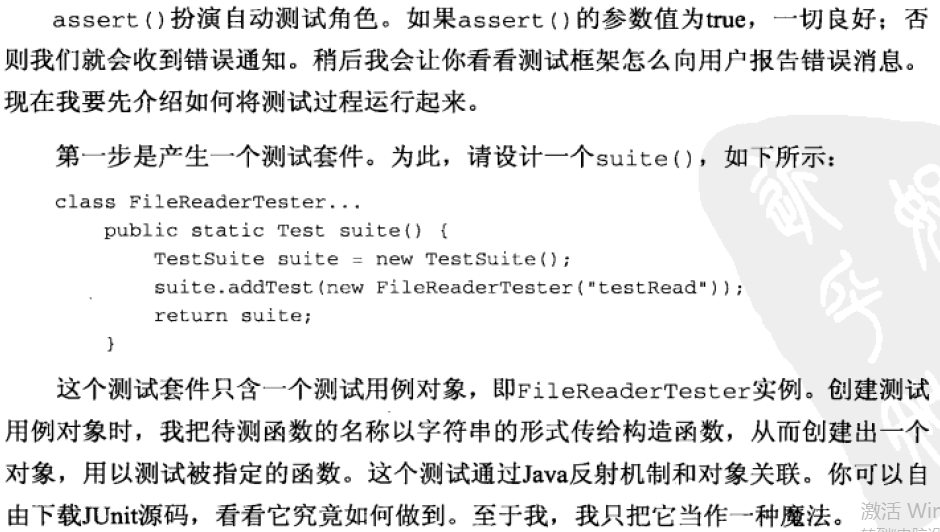 assert()扮演自动测试角色。如果assert()的参数值为true，一切良好；否
则我们就会收到错误通知。稍后我会让你看看测试框架怎么向用户报告错误消息。
现在我要先介绍如何将测试过程运行起来。
第一步是产生一个测试套件。为此，请设计一个suite()，如下所示：
class FileReaderTester...
public static Test suite() {
TestSuite suite = new TestSuite();
suite.addTest(new FileReaderTester("testRead"));
return suite;
}
这个测试套件只含一个测试用例对象，即FileReaderTester实例。创建测试
用例对象时，我把待测函数的名称以字符串的形式传给构造函数，从而创建出一个
对象，用以测试被指定的函数。这个测试通过Java反射机制和对象关联。你可以自
由下载JUnit源码，看看它究竟如何做到。至于我，我只把它当作一种魔法。
激活 Win